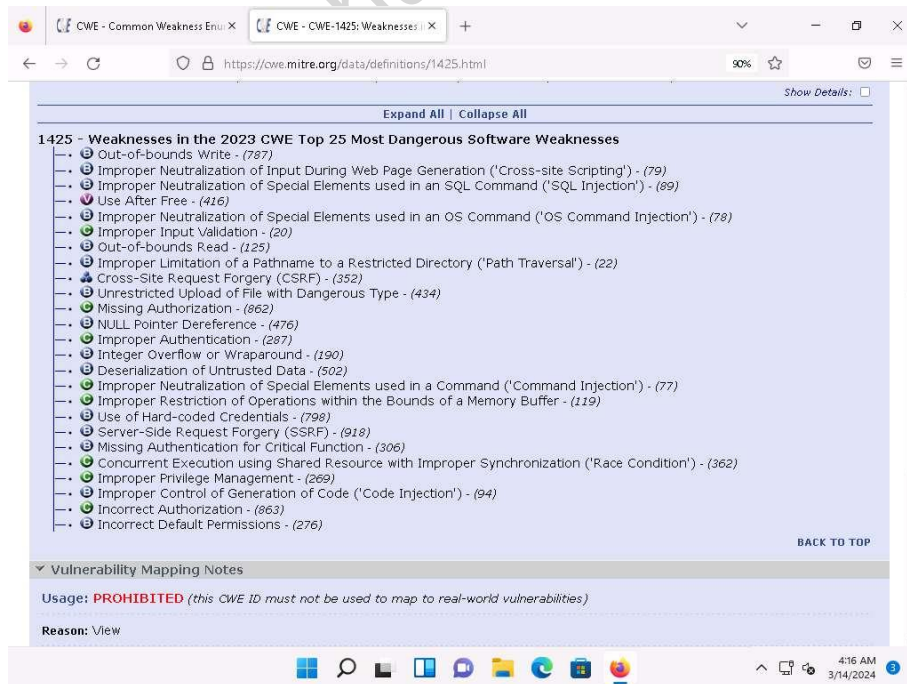 CWE - Common Weakness Enu
CWE - CWE-1425: Weaknesses i
https://cwe.mitre.org/data/definitions/1425.html
90%
Show Details:
Expand All | Collapse All
1425 - Weaknesses in the 2023 CWE Top 25 Most Dangerous Software Weaknesses
B Out-of-bounds Write - (787)
B Improper Neutralization of Input During Web Page Generation ('Cross-site Scripting') - (79)
B Improper Neutralization of Special Elements used in an SQL Command ('SQL Injection') - (89)
V Use After Free - (416)
B Improper Neutralization of Special Elements used in an OS Command ('OS Command Injection') - (78)
C Improper Input Validation - (20)
B Out-of-bounds Read - (125)
B Improper Limitation of a Pathname to a Restricted Directory ('Path Traversal') - (22)
Cross-Site Request Forgery (CSRF) - (352)
B Unrestricted Upload of File with Dangerous Type - (434)
C Missing Authorization - (862)
B NULL Pointer Dereference - (476)
C Improper Authentication - (287)
B Integer Overflow or Wraparound - (190)
B Deserialization of Untrusted Data - (502)
C Improper Neutralization of Special Elements used in a Command ('Command Injection') - (77)
C Improper Restriction of Operations within the Bounds of a Memory Buffer - (119)
B Use of Hard-coded Credentials - (798)
B Server-Side Request Forgery (SSRF) - (918)
B Missing Authentication for Critical Function - (306)
C Concurrent Execution using Shared Resource with Improper Synchronization ('Race Condition') - (362)
C Improper Privilege Management - (269)
B Improper Control of Generation of Code ('Code Injection') - (94)
C Incorrect Authorization - (863)
B Incorrect Default Permissions - (276)
BACK TO TOP
Vulnerability Mapping Notes
Usage: PROHIBITED (this CWE ID must not be used to map to real-world vulnerabilities)
Reason: View
4:16 AM
3/14/2024
3